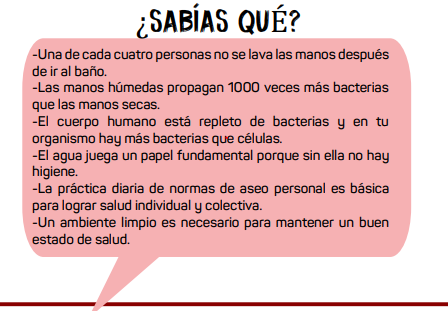 ¿SABÍAS QUÉ?
-Una de cada cuatro personas no se lava las manos después
de ir al baño.
-Las manos húmedas propagan 1000 veces más bacterias
que las manos secas.
-El cuerpo humano está repleto de bacterias y en tu
organismo hay más bacterias que células.
-El agua juega un papel fundamental porque sin ella no hay
higiene.
-La práctica diaria de normas de aseo personal es básica
para lograr salud individual y colectiva.
-Un ambiente limpio es necesario para mantener un buen
estado de salud.